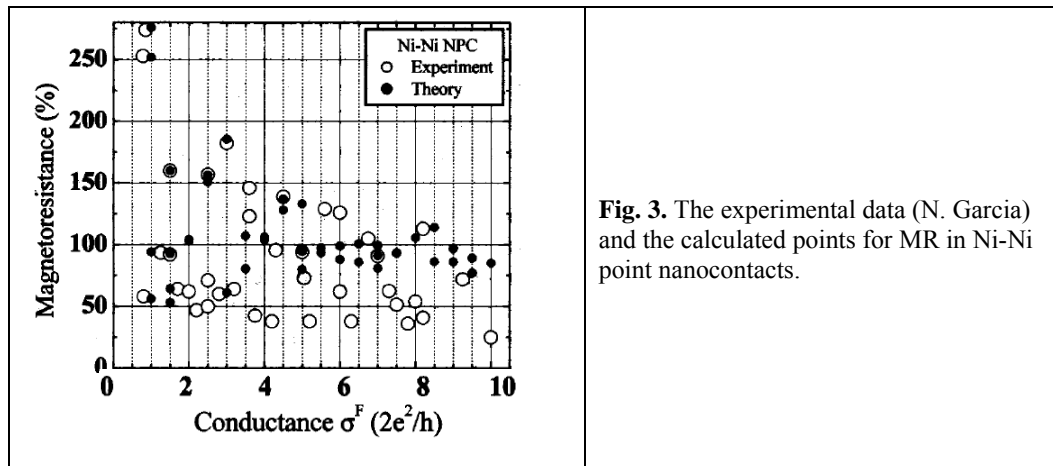 Ni-Ni NPC
Experiment
Theory
Magnetoresistance (%)
250
200
150
100
50
0
0 2 4 6 8 10
Conductance σ^F (2e²/h)
Fig. 3. The experimental data (N. Garcia)
and the calculated points for MR in Ni-Ni
point nanocontacts.